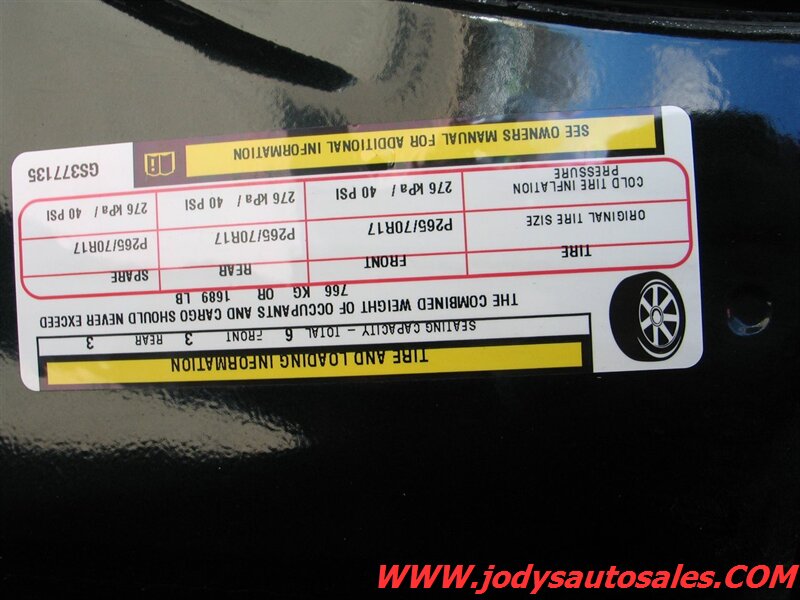 TIRE AND LOADING INFORMATION
SEATING CAPACITY – TOTAL 6 FRONT 3 REAR 3
THE COMBINED WEIGHT OF OCCUPANTS AND CARGO SHOULD NEVER EXCEED
766 KG OR 1689 LB
TIRE FRONT REAR SPARE
ORIGINAL TIRE SIZE P265/70R17 P265/70R17 P265/70R17
COLD TIRE INFLATION PRESSURE 276 kPa / 40 PSI 276 kPa / 40 PSI 276 kPa / 40 PSI
SEE OWNERS MANUAL FOR ADDITIONAL INFORMATION
GS377135
WWW.jodysautosales.COM